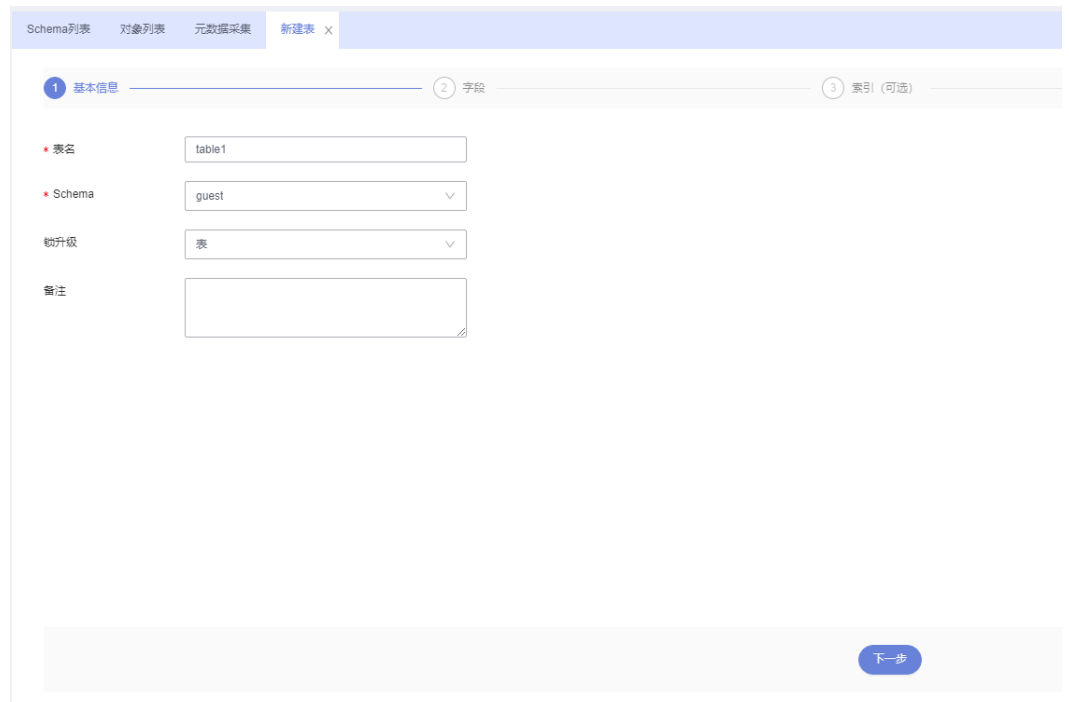 Schema列表 对象列表 元数据采集 新建表 X
1 基本信息 2 字段 3 索引（可选）
* 表名 table1
* Schema guest
锁升级 表
备注
下一步